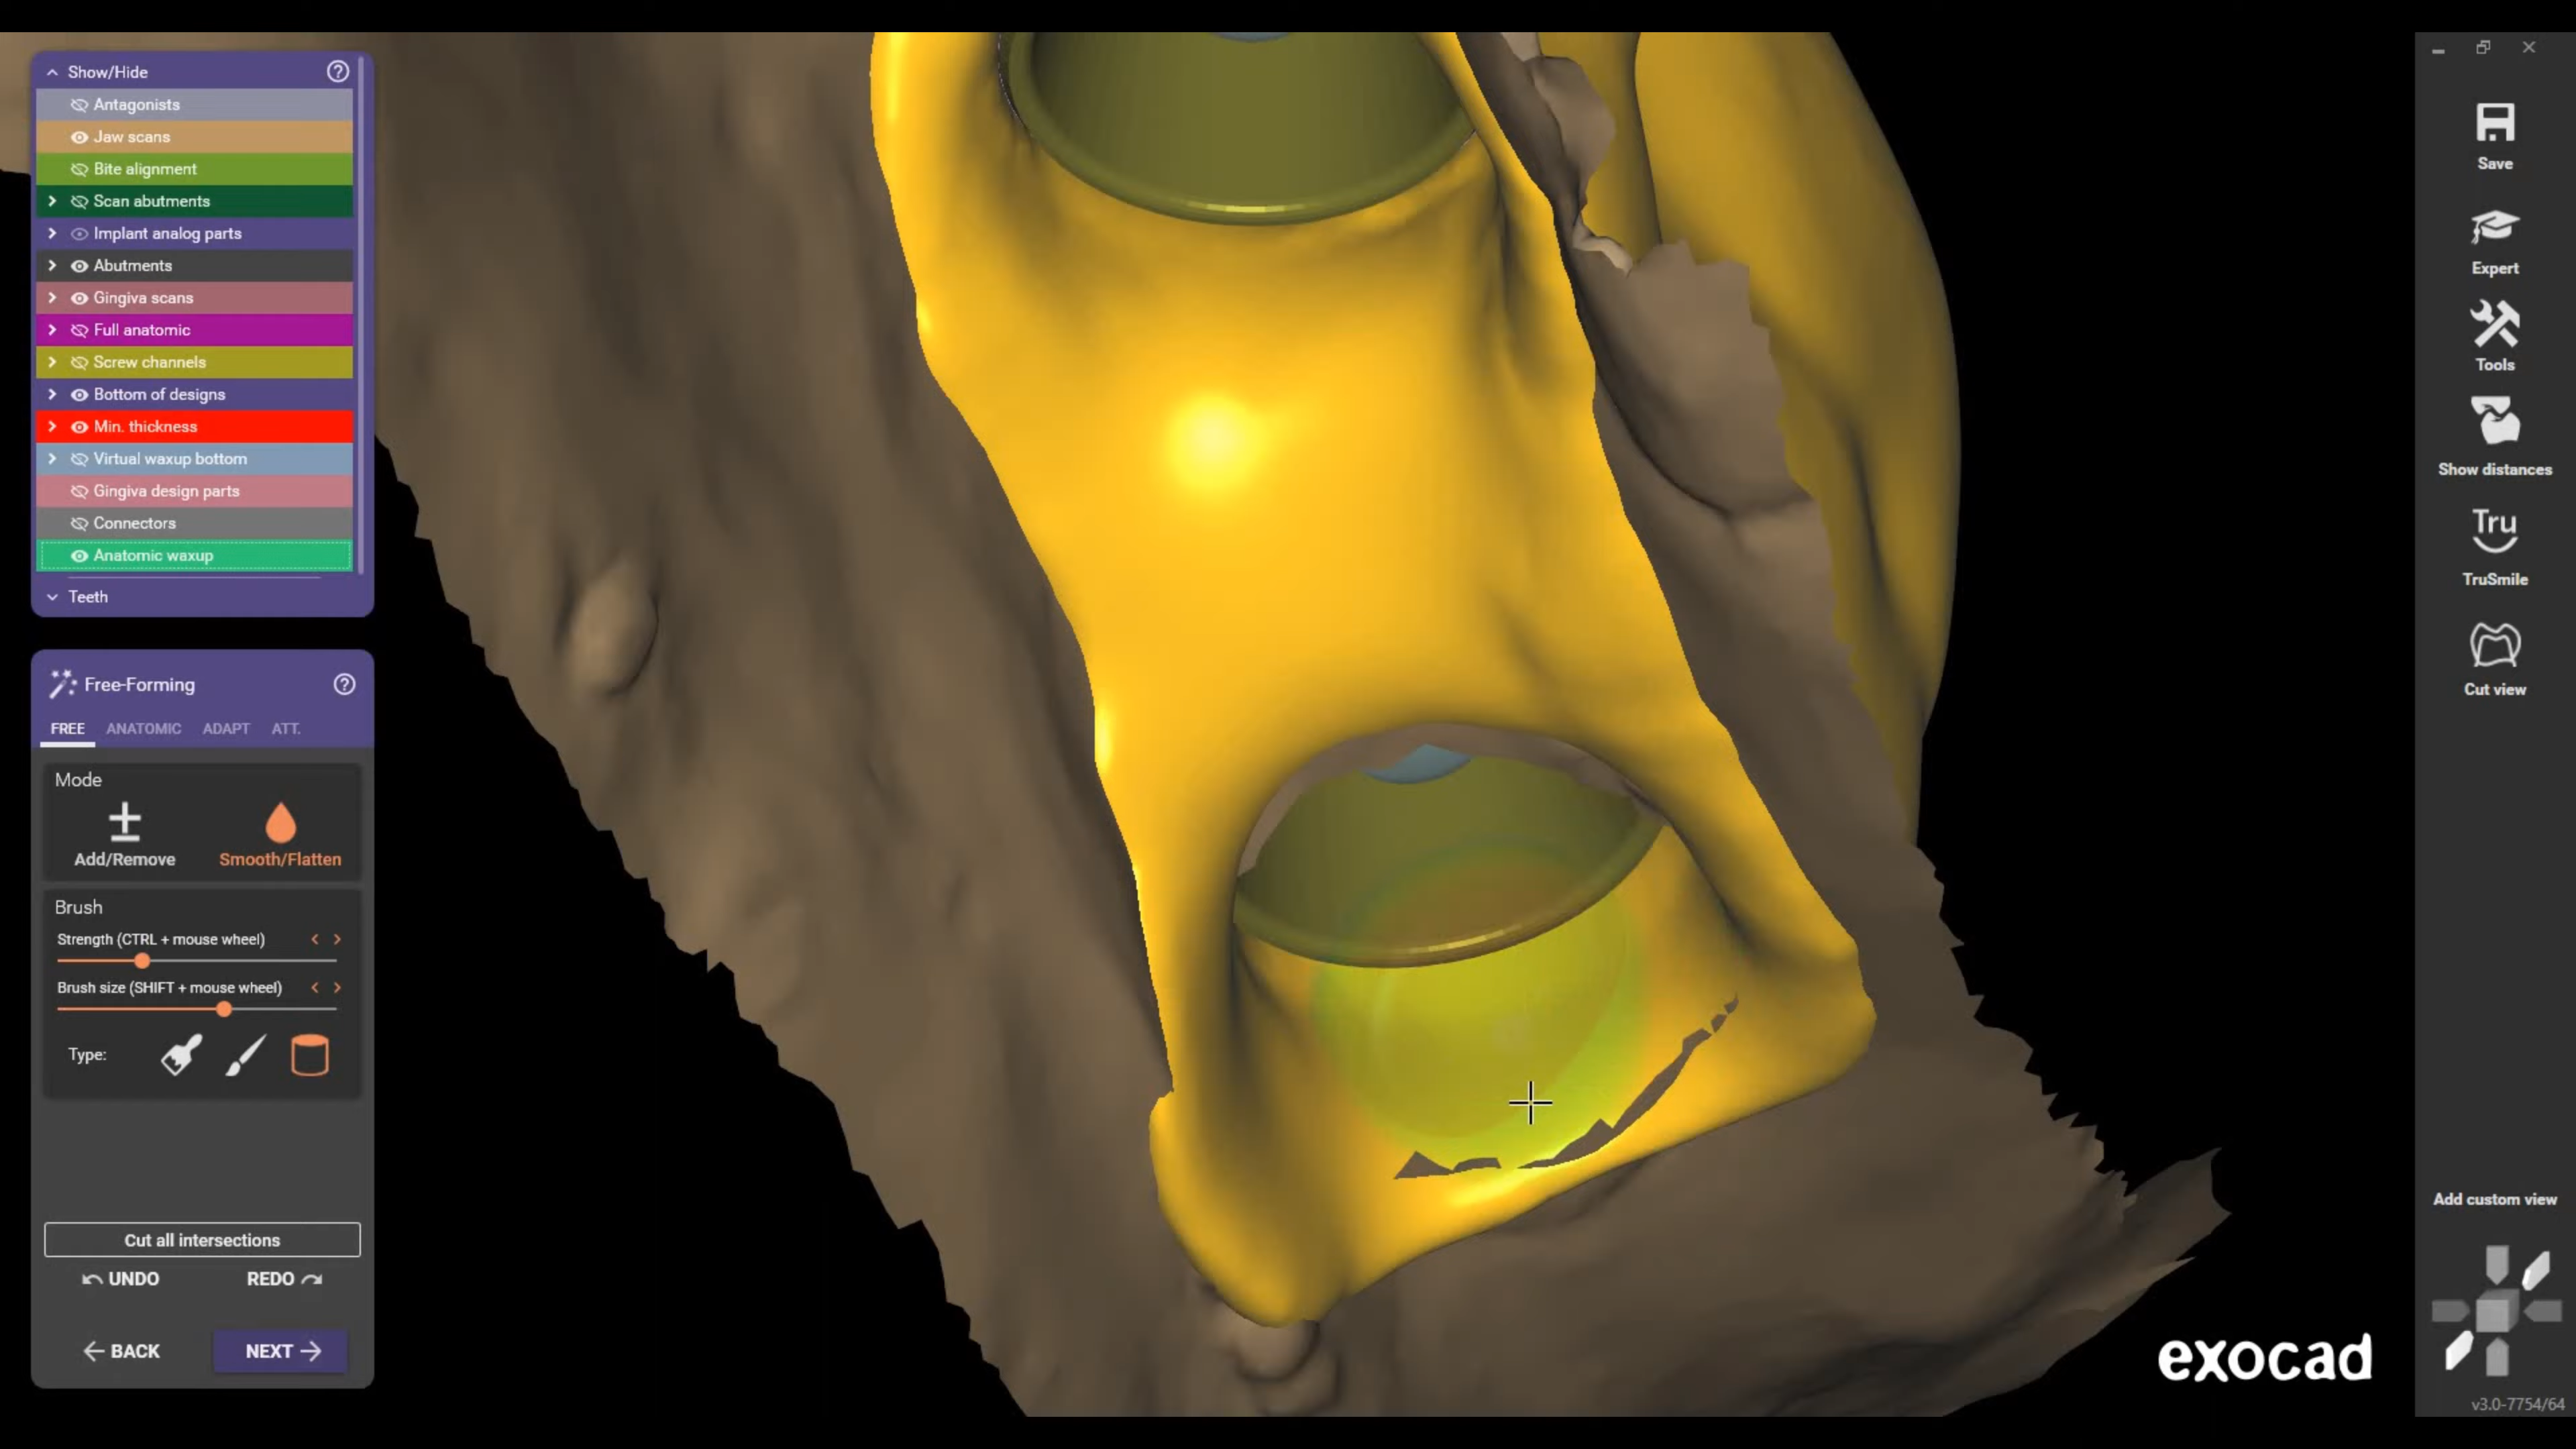 Show/Hide
Antagonists
Jaw scans
Bite alignment
Scan abutments
Implant analog parts
Abutments
Gingiva scans
Full anatomic
Screw channels
Bottom of designs
Min. thickness
Virtual waxup bottom
Gingiva design parts
Connectors
Anatomic waxup
Teeth
Free-Forming
FREE ANATOMIC ADAPT ATT.
Mode
Add/Remove Smooth/Flatten
Brush
Strength (CTRL + mouse wheel)
Brush size (SHIFT + mouse wheel)
Type:
Cut all intersections
UNDO REDO
BACK NEXT
Save
Expert
Tools
Show distances
Tru
TruSmile
Cut view
Add custom view
exocad
v3.0-7754/64